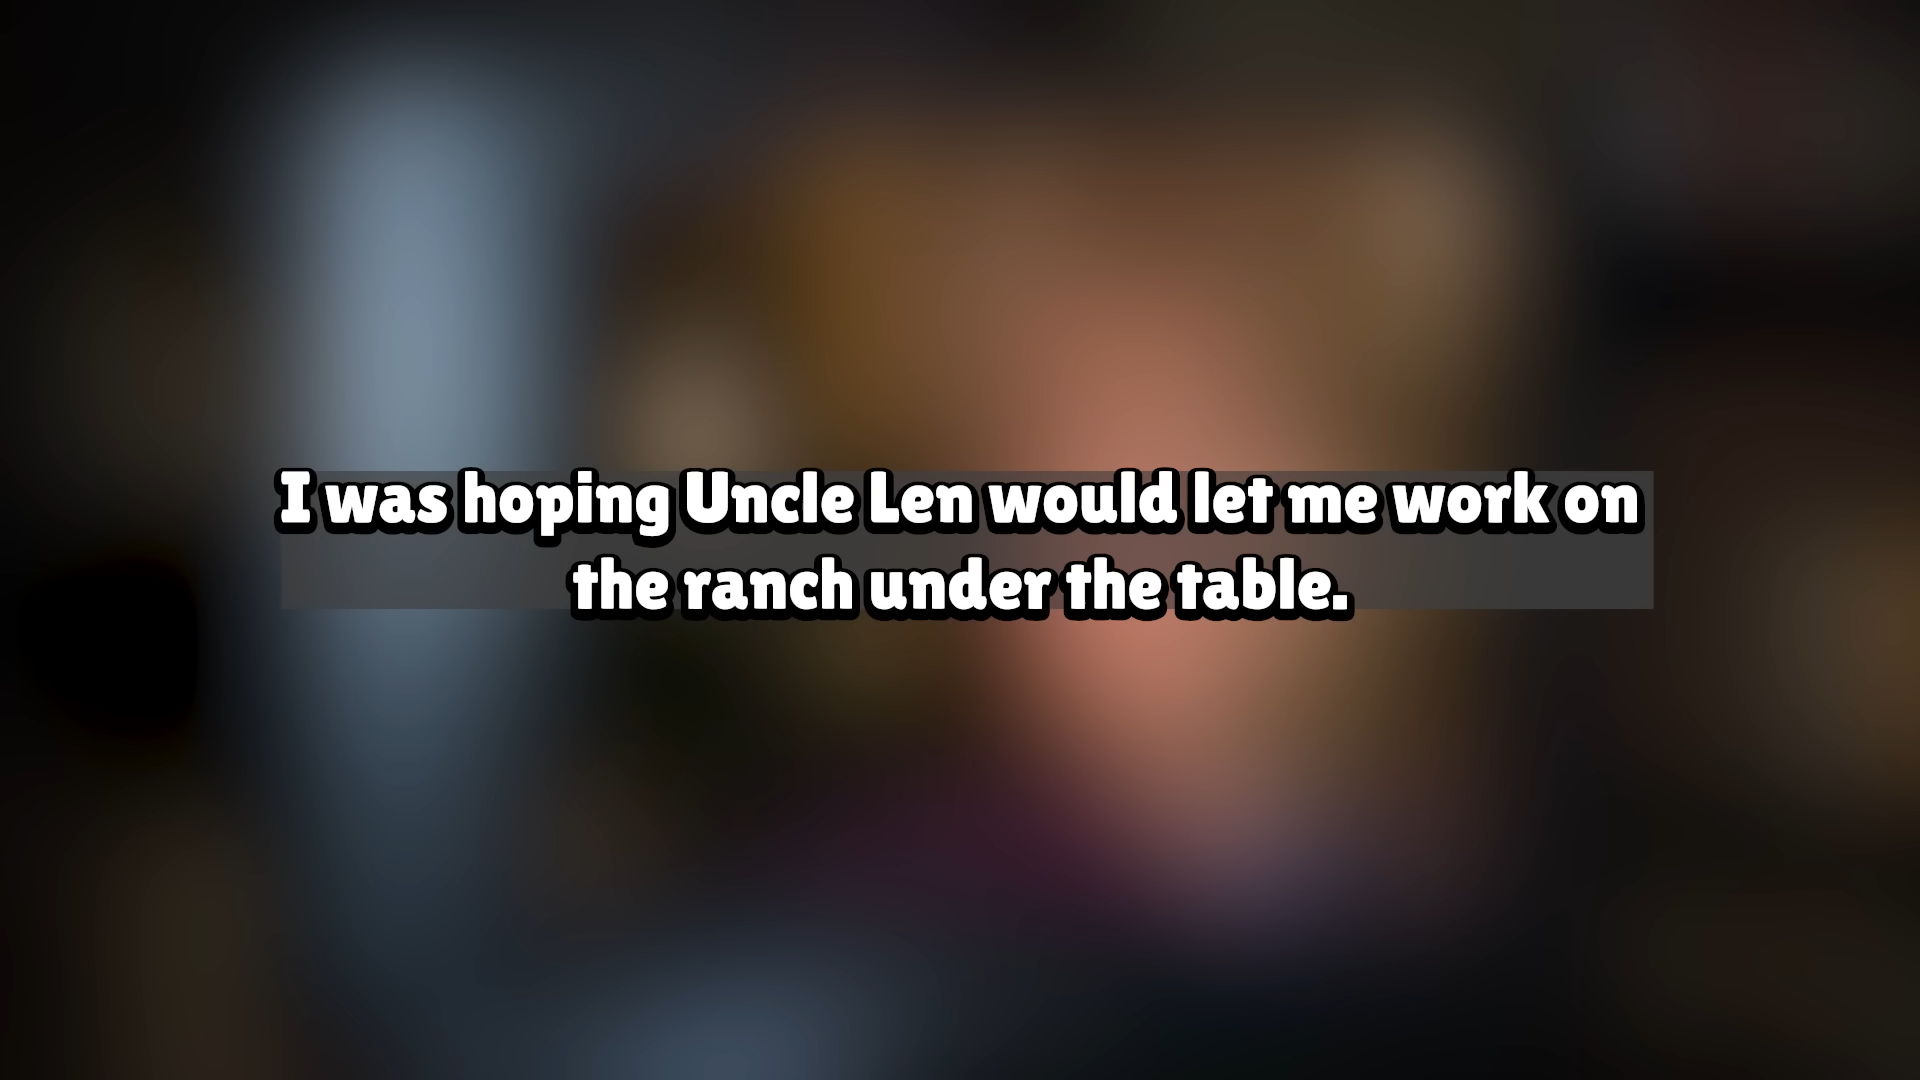 I was hoping Uncle Len would let me work on
the ranch under the table.